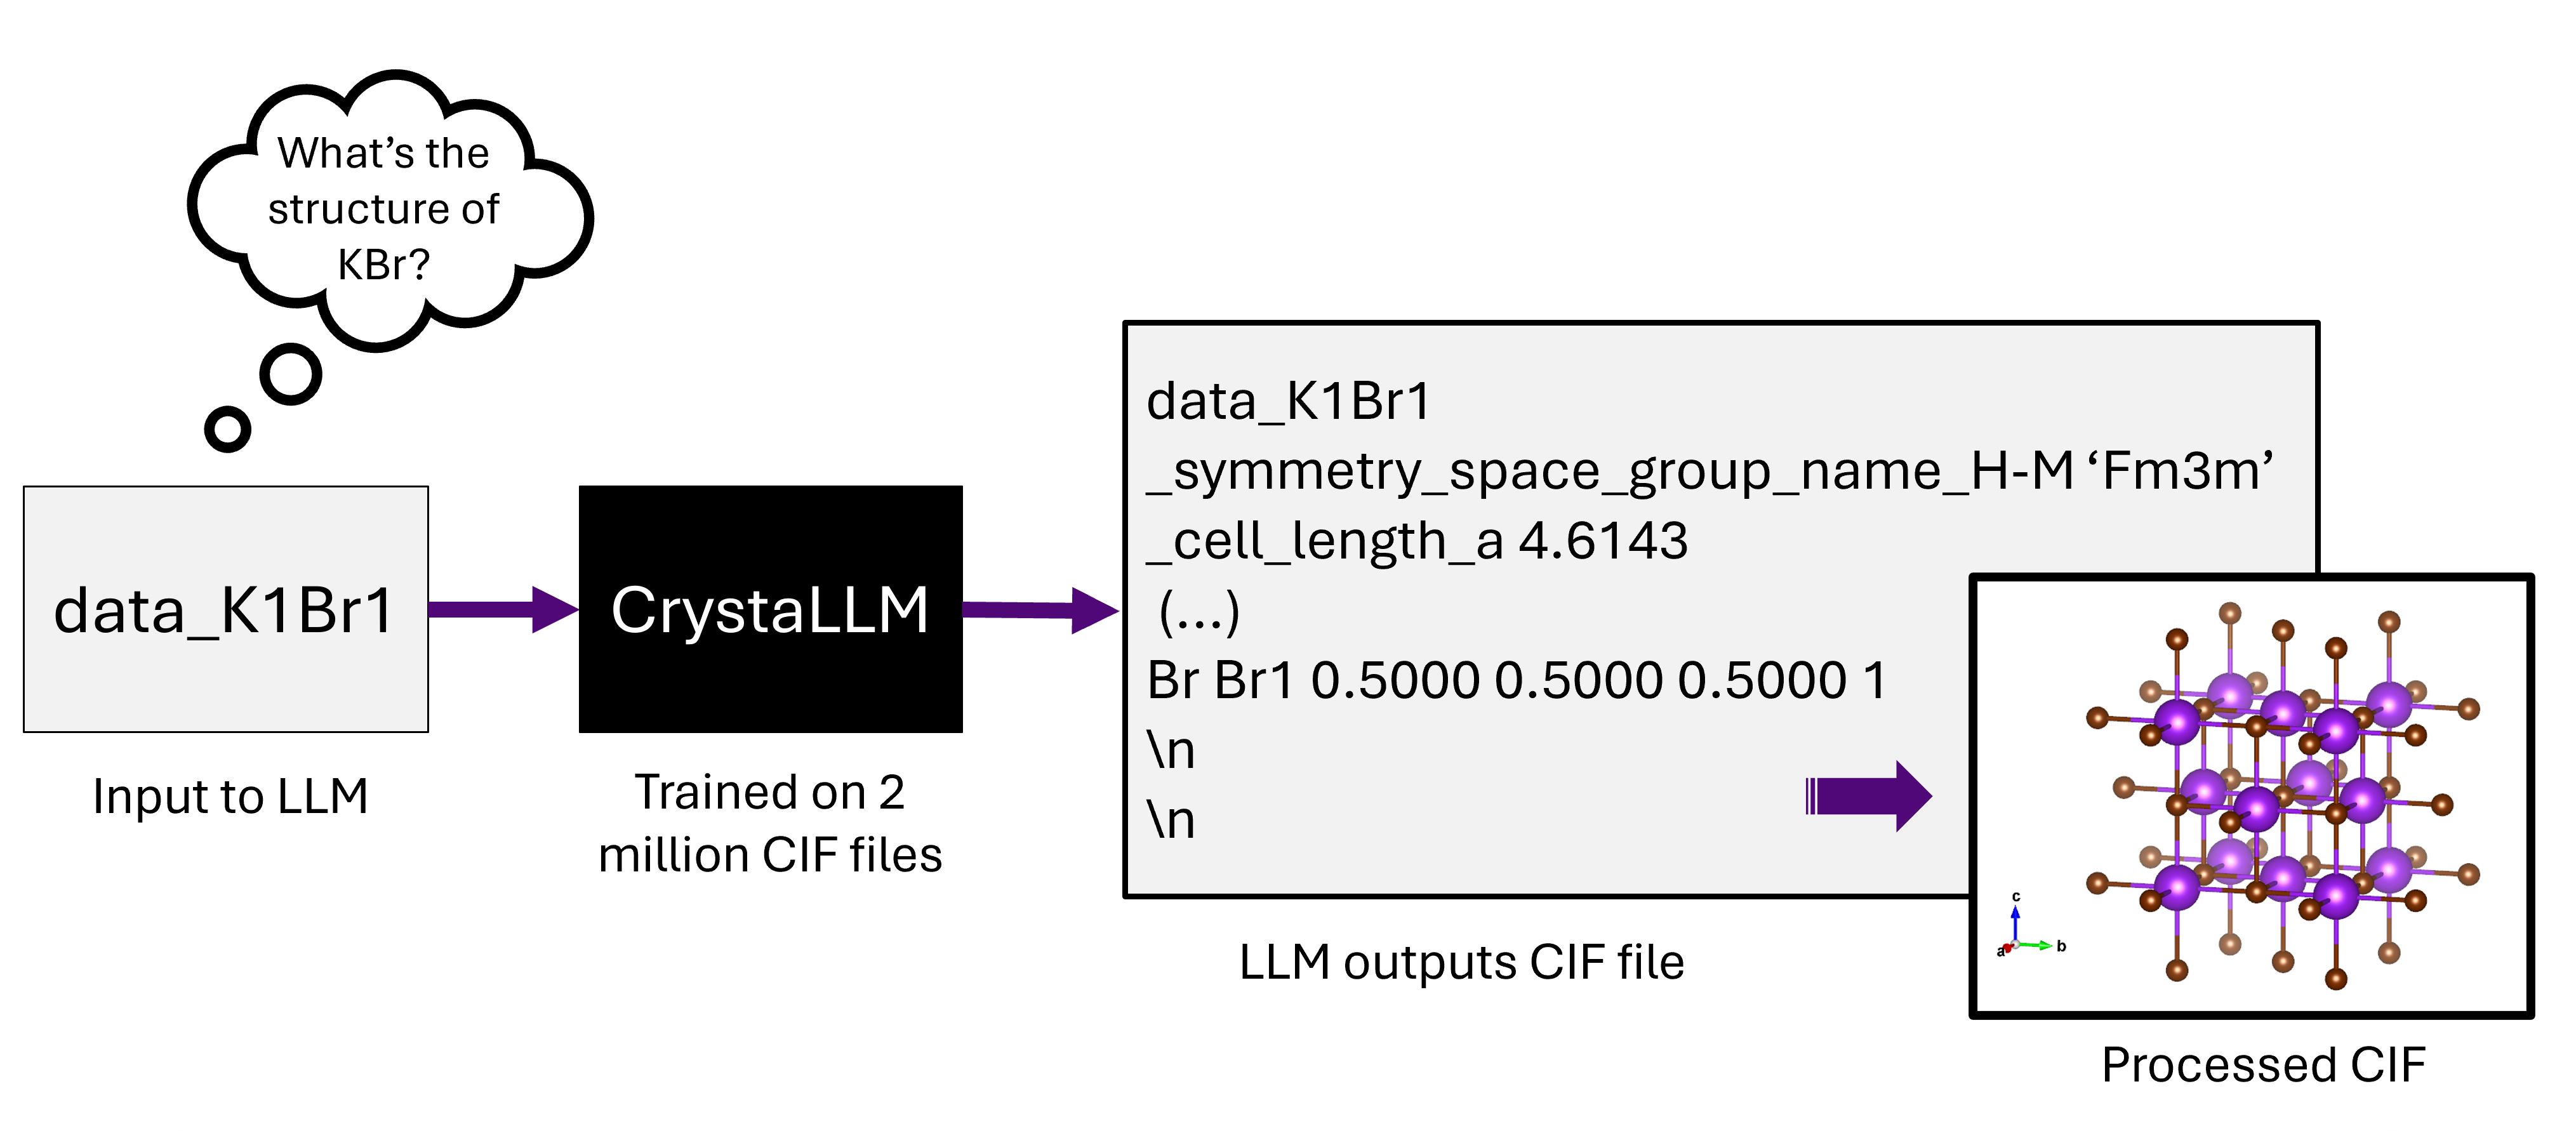 What’s the
structure of
KBr?
data_K1Br1
Input to LLM
CrystaLLM
Trained on 2
million CIF files
data_K1Br1
_symmetry_space_group_name_H-M ‘Fm3m’
_cell_length_a 4.6143
(...)
Br Br1 0.5000 0.5000 0.5000 1
\n
\n
LLM outputs CIF file
c
a
b
Processed CIF